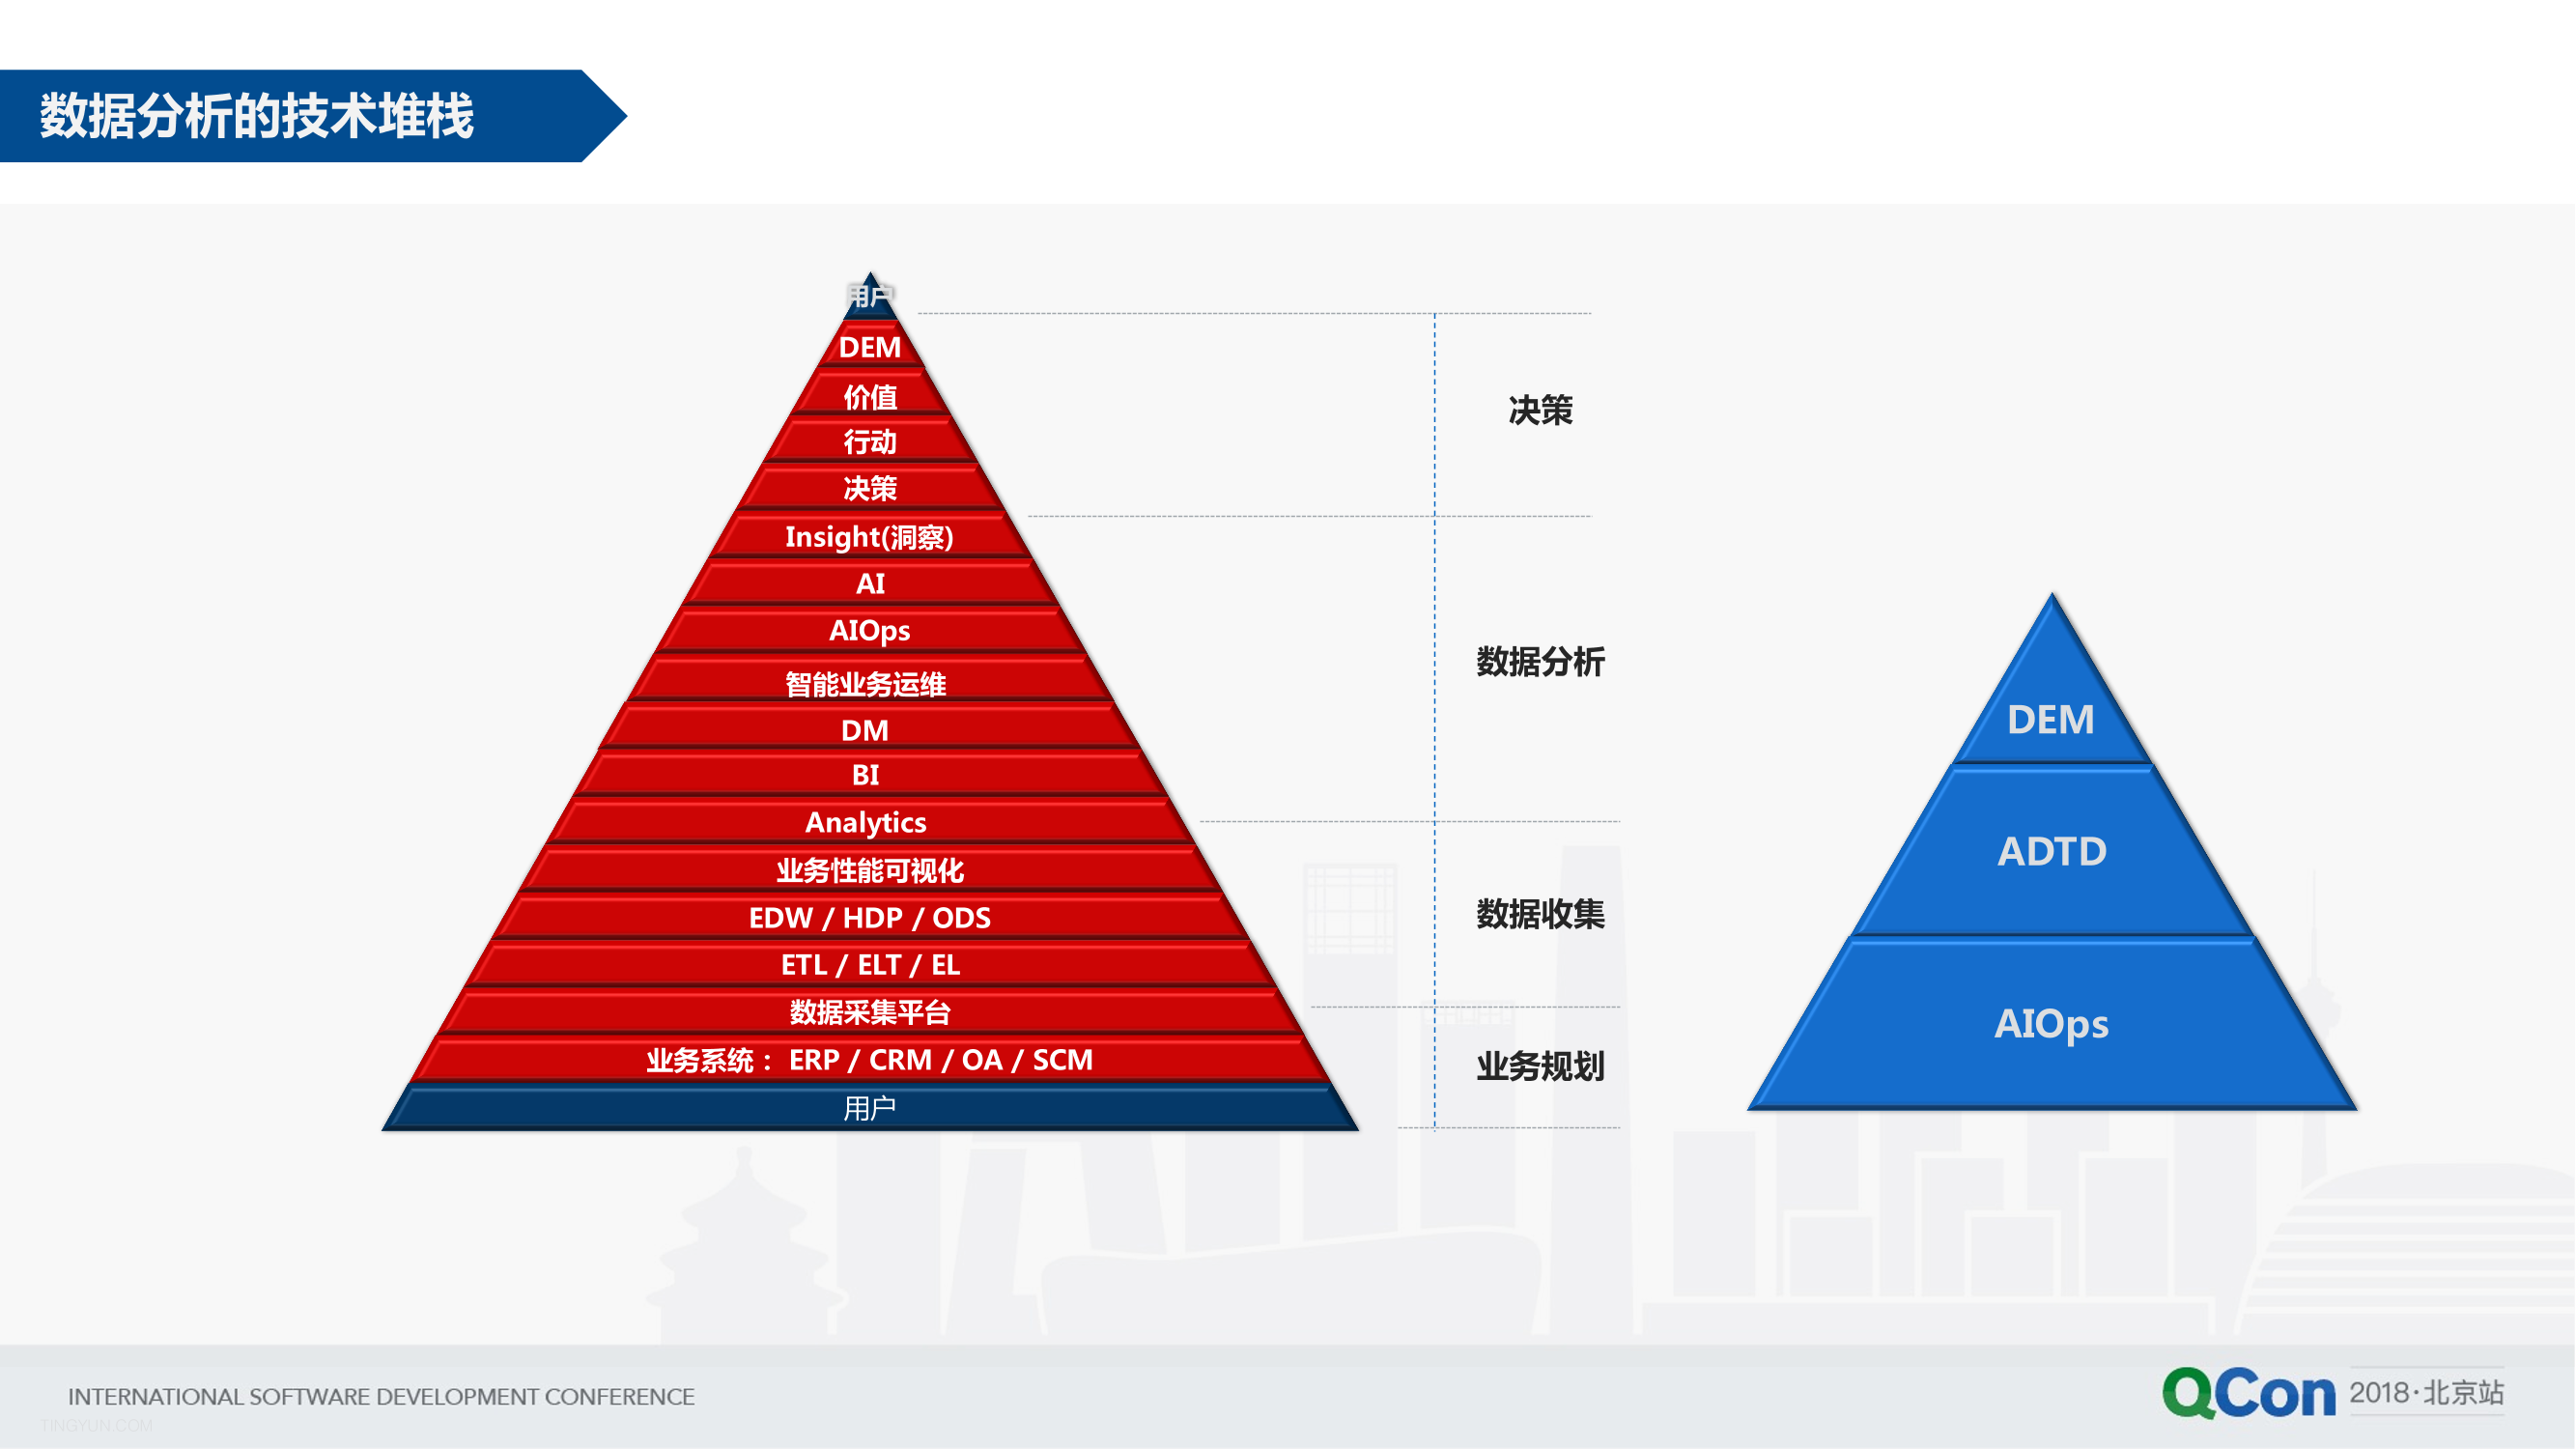 数据分析的技术堆栈
用户
DEM
价值
行动
决策
Insight(洞察)
AI
AIOps
智能业务运维
DM
BI
Analytics
业务性能可视化
EDW / HDP / ODS
ETL / ELT / EL
数据采集平台
业务系统： ERP / CRM / OA / SCM
用户
决策
数据分析
数据收集
业务规划
DEM
ADTD
AIOps
INTERNATIONAL SOFTWARE DEVELOPMENT CONFERENCE
TINGYUN.COM
QCon 2018·北京站